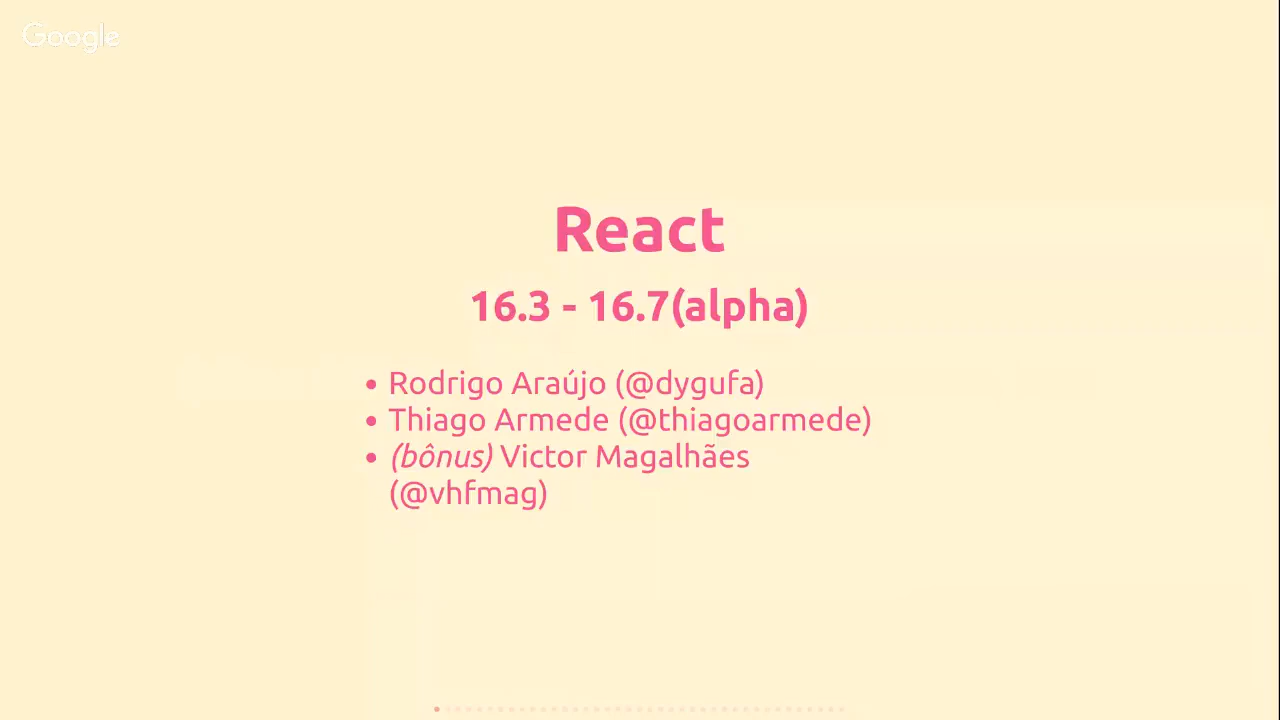 Google
React
16.3 - 16.7(alpha)
• Rodrigo Araújo (@dygufa)
• Thiago Armede (@thiagoarmede)
• (bônus) Victor Magalhães
(@vhfmag)